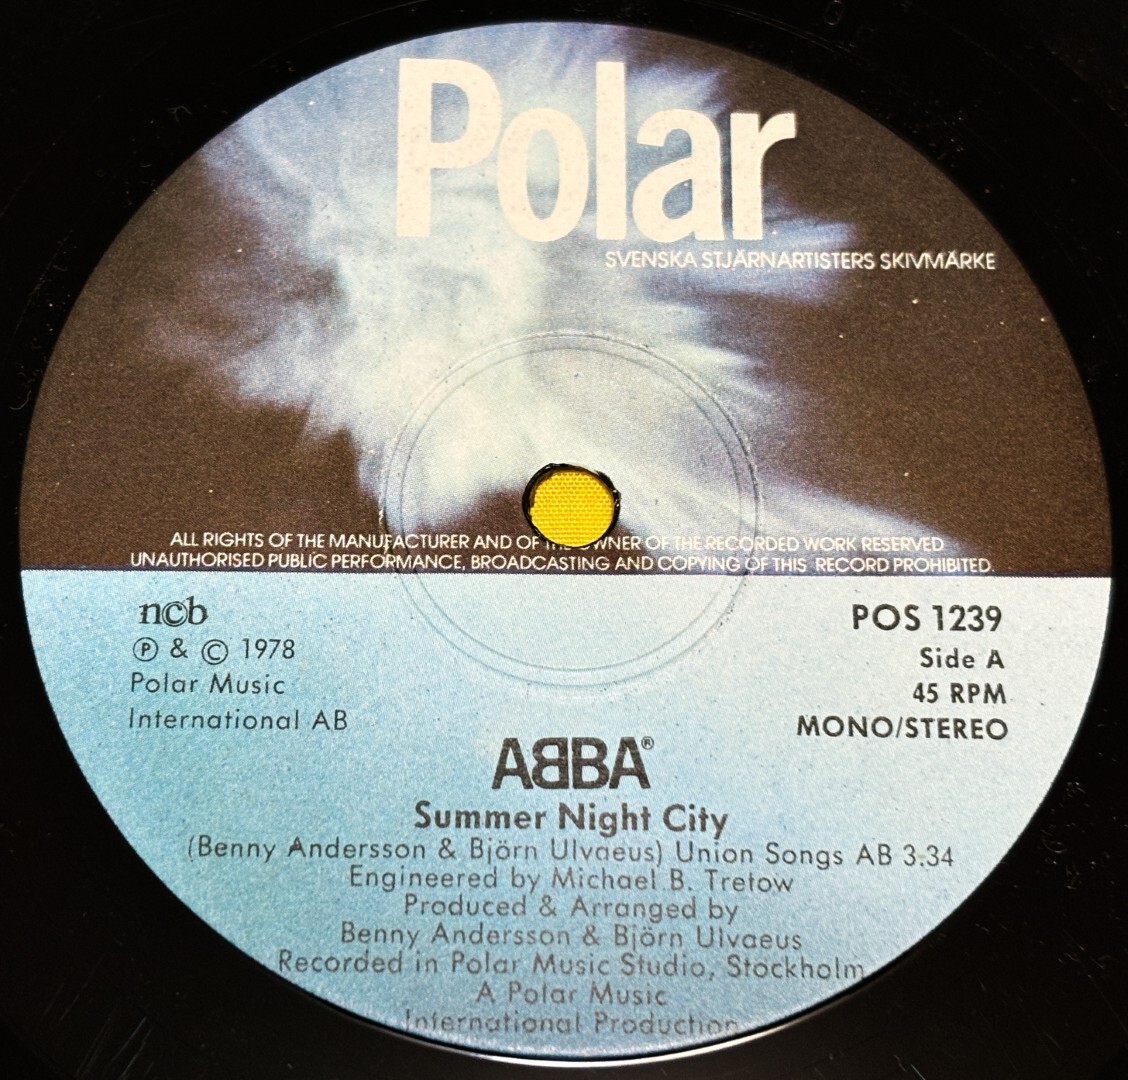 Polar
SVENSKA STJÄRNARTISTERS SKIVMÄRKE
ALL RIGHTS OF THE MANUFACTURER AND OF THE OWNER OF THE RECORDED WORK RESERVED
UNAUTHORISED PUBLIC PERFORMANCE, BROADCASTING AND COPYING OF THIS RECORD PROHIBITED.
ncb
Ⓟ & © 1978
Polar Music
International AB
POS 1239
Side A
45 RPM
MONO/STEREO
ABBA®
Summer Night City
(Benny Andersson & Björn Ulvaeus) Union Songs AB 3:34
Engineered by Michael B. Tretow
Produced & Arranged by
Benny Andersson & Björn Ulvaeus
Recorded in Polar Music Studio, Stockholm
A Polar Music
International Production